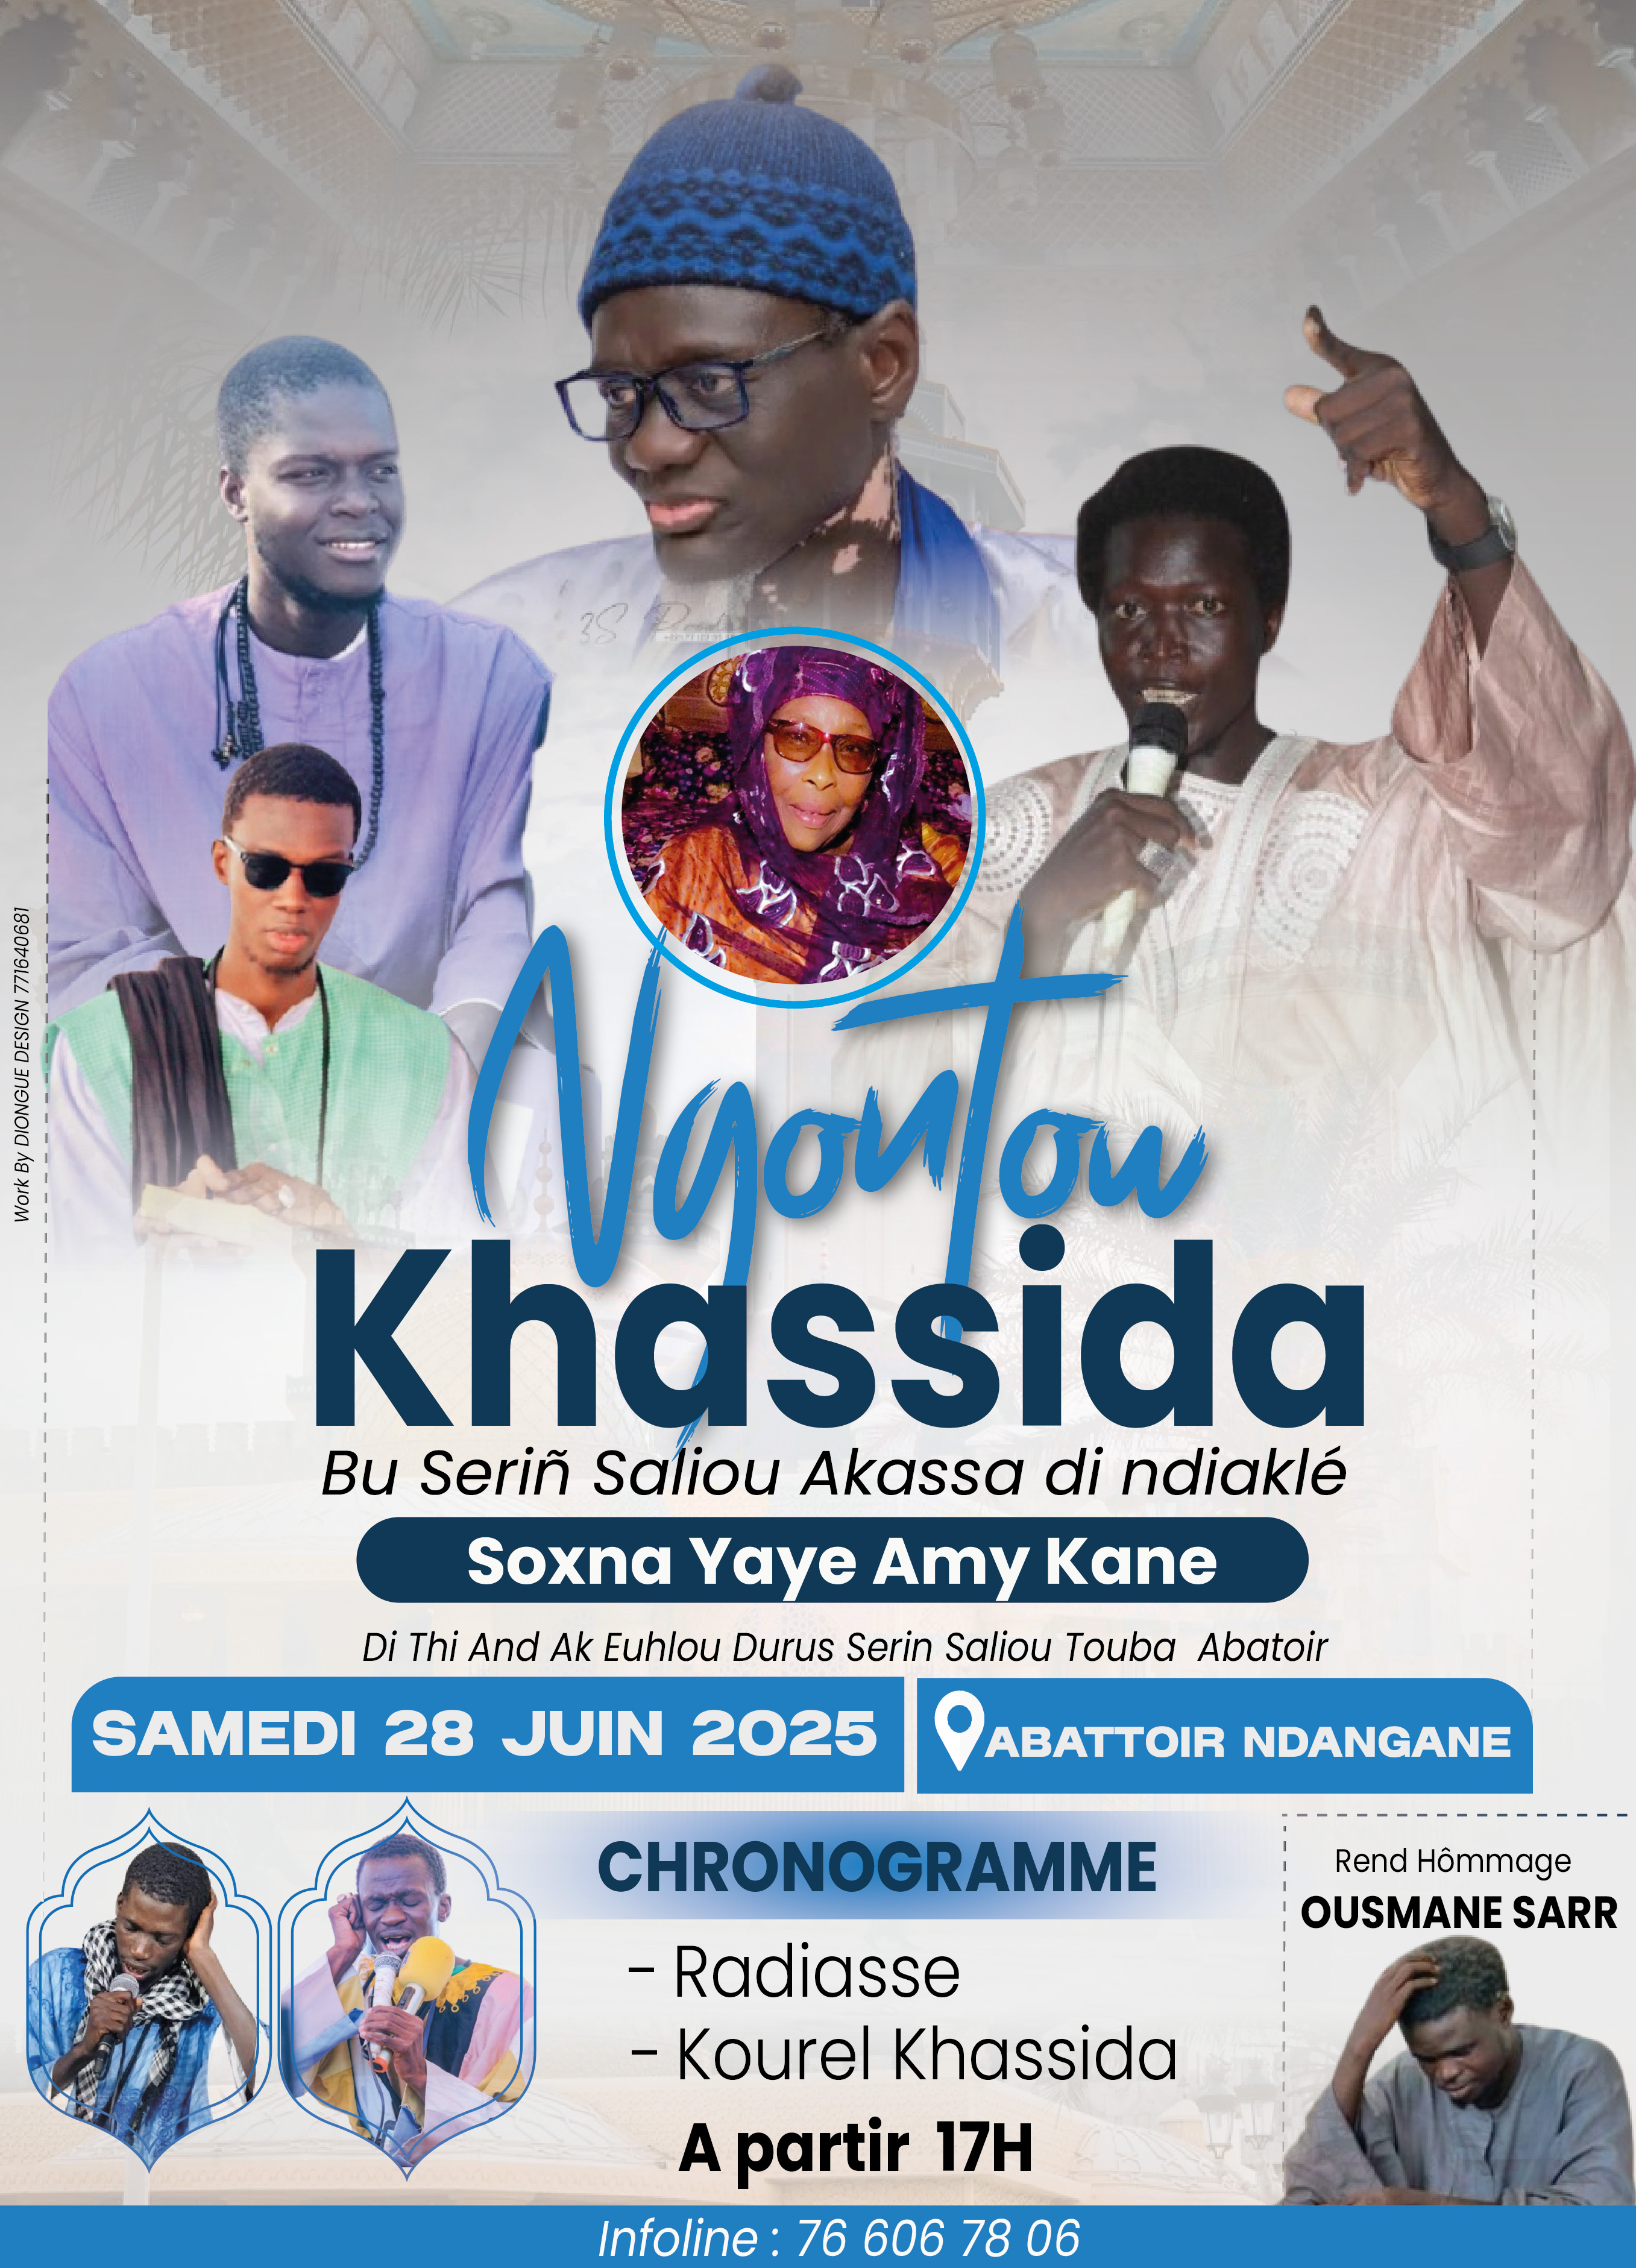 3S
Work By DIONGUE DESIGN 771640681
Ngontou
Khassida
Bu Seriñ Saliou Akassa di ndiaklé
Soxna Yaye Amy Kane
Di Thi And Ak Euhlou Durus Serin Saliou Touba Abatoir
SAMEDI 28 JUIN 2025
ABATTOIR NDANGANE
CHRONOGRAMME
- Radiasse
- Kourel Khassida
A partir 17H
Rend Hômmage
OUSMANE SARR
Infoline : 76 606 78 06